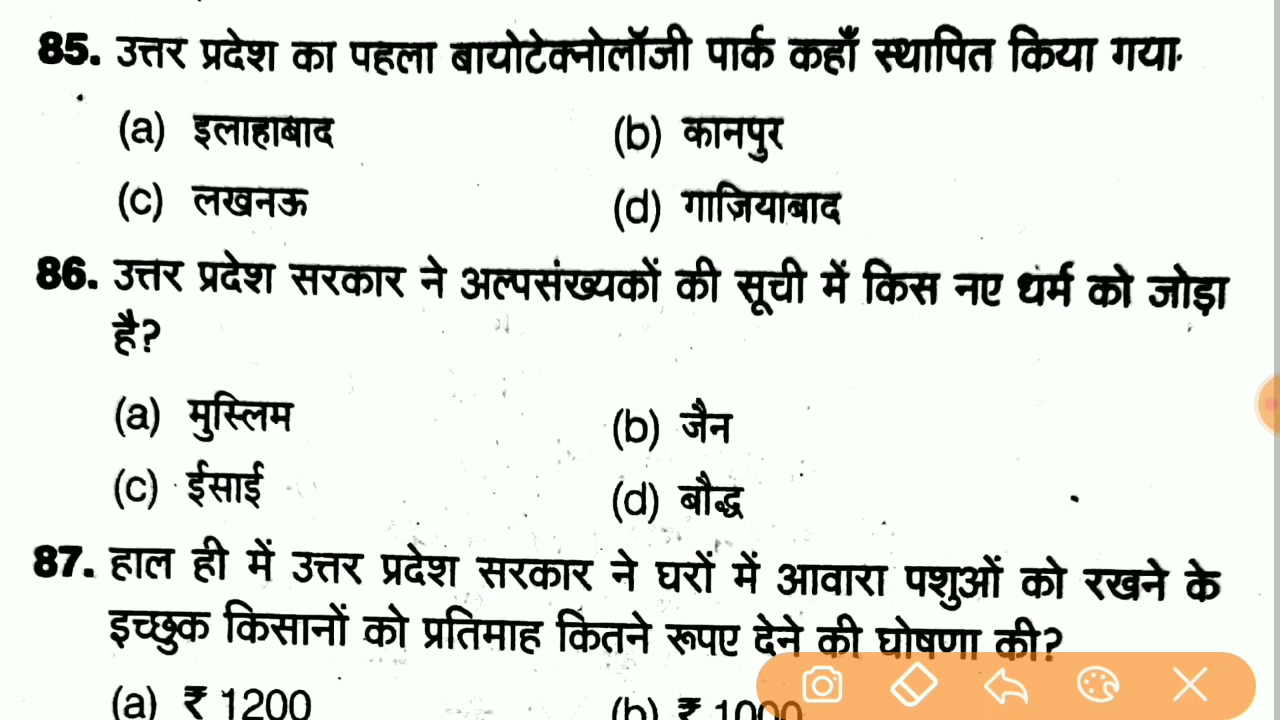 85. उत्तर प्रदेश का पहला बायोटेक्नोलॉजी पार्क कहाँ स्थापित किया गया
(a) इलाहाबाद (b) कानपुर
(c) लखनऊ (d) गाज़ियाबाद
86. उत्तर प्रदेश सरकार ने अल्पसंख्यकों की सूची में किस नए धर्म को जोड़ा
है?
(a) मुस्लिम (b) जैन
(c) ईसाई (d) बौद्ध
87. हाल ही में उत्तर प्रदेश सरकार ने घरों में आवारा पशुओं को रखने के
इच्छुक किसानों को प्रतिमाह कितने रूपए देने की घोषणा की?
(a) ₹ 1200 (b) ₹ 1000